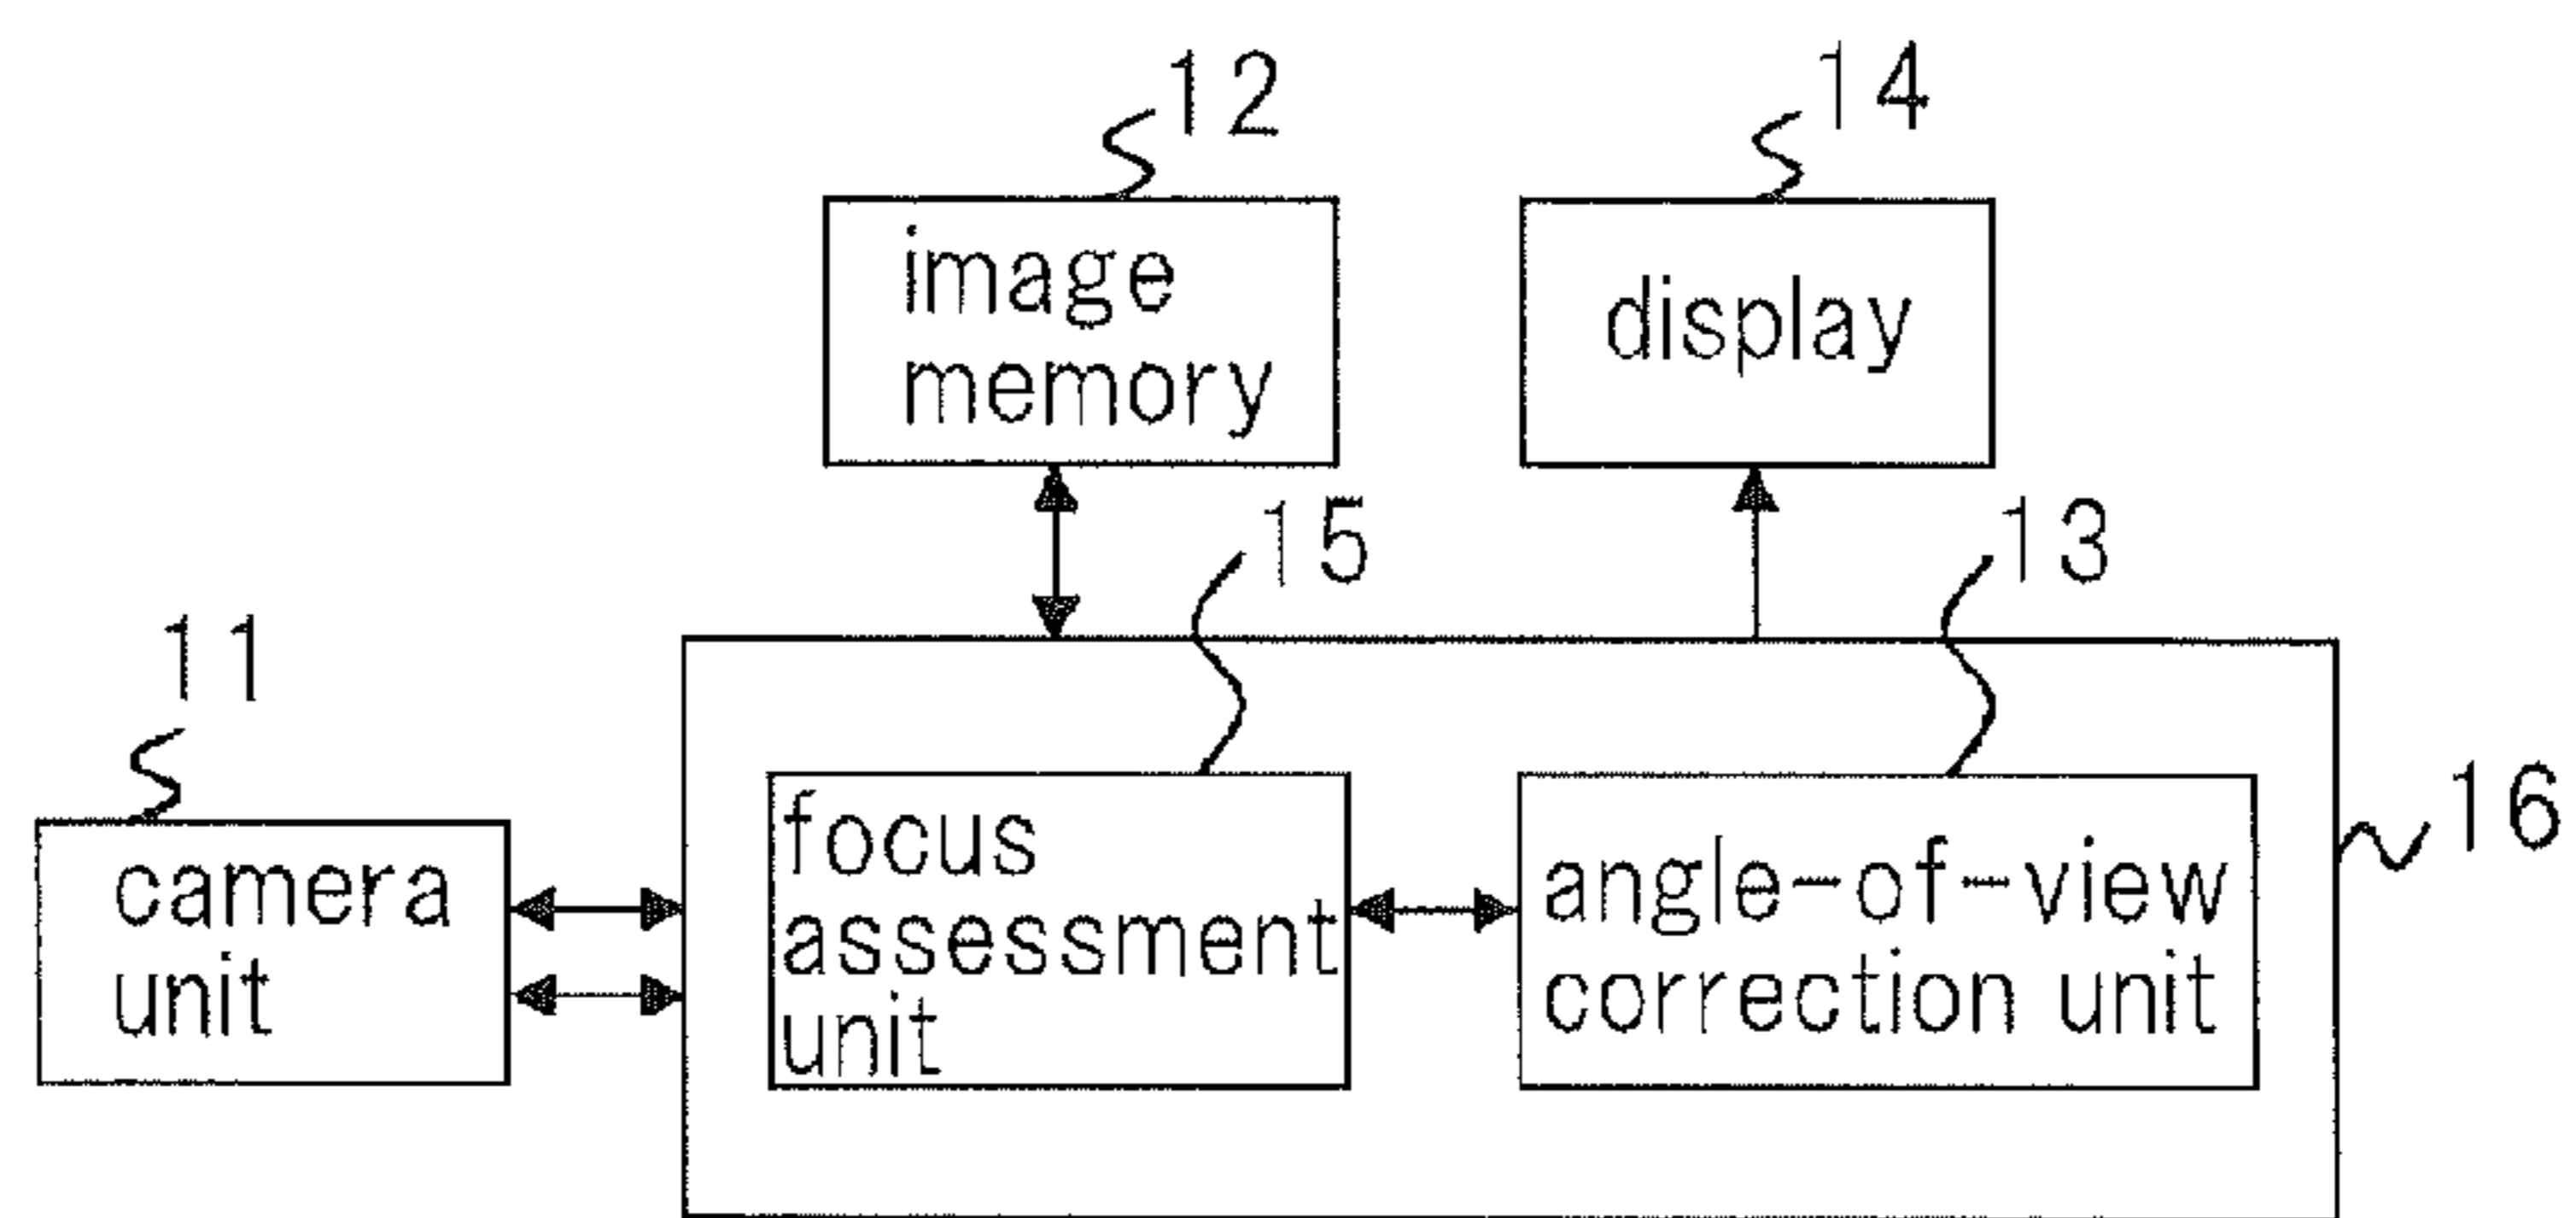 12
14
image
memory
display
15
13
11
16
camera
unit
focus
assessment
unit
angle-of-view
correction unit